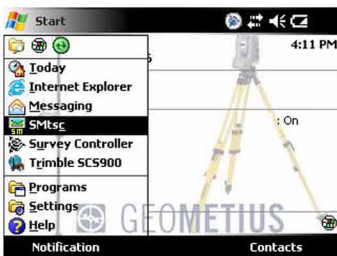 Start
4:11 PM
Today
Internet Explorer
Messaging
SMtsc
: On
Survey Controller
Trimble SCS900
Programs
Settings
GEOMETIUS
Help
Notification
Contacts